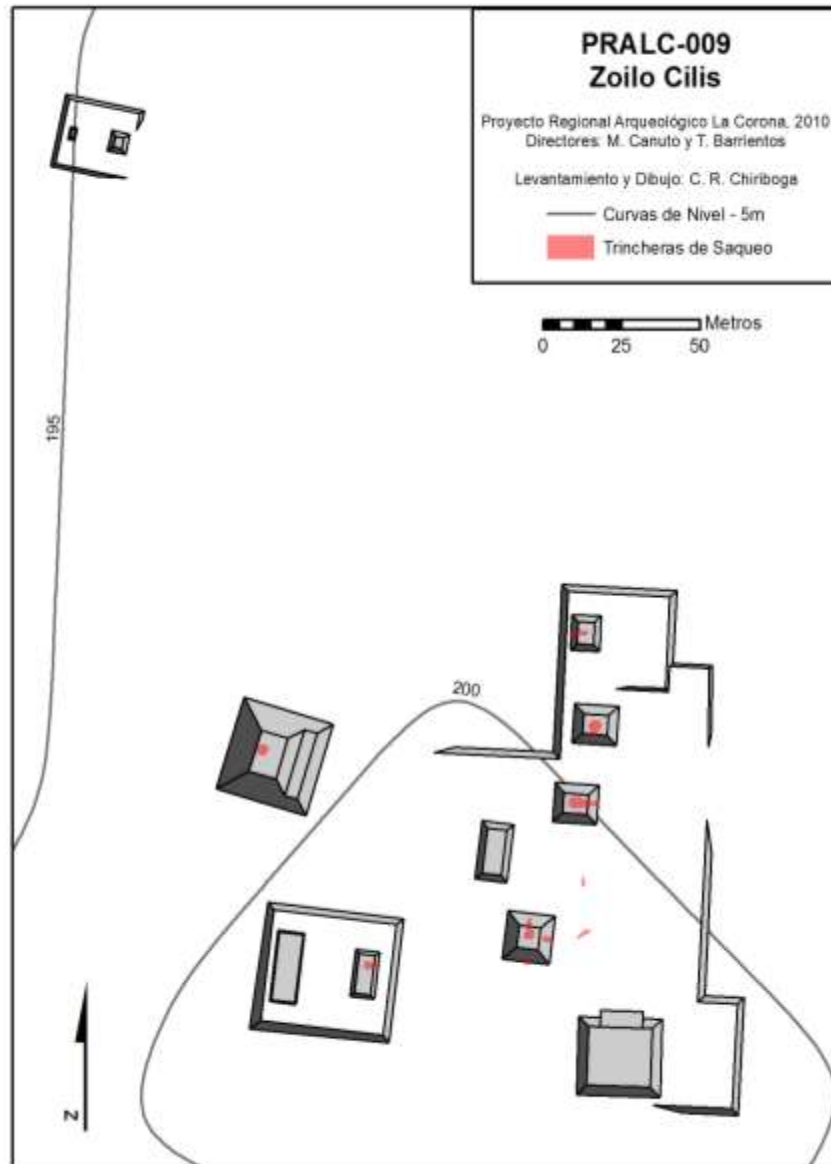 PRALC-009
Zoilo Cilis
Proyecto Regional Arqueológico La Corona, 2010
Directores: M. Canuto y T. Barrientos
Levantamiento y Dibujo: C. R. Chiriboga
Curvas de Nivel - 5m
Trincheras de Saqueo
Metros
0 25 50
195
200
N